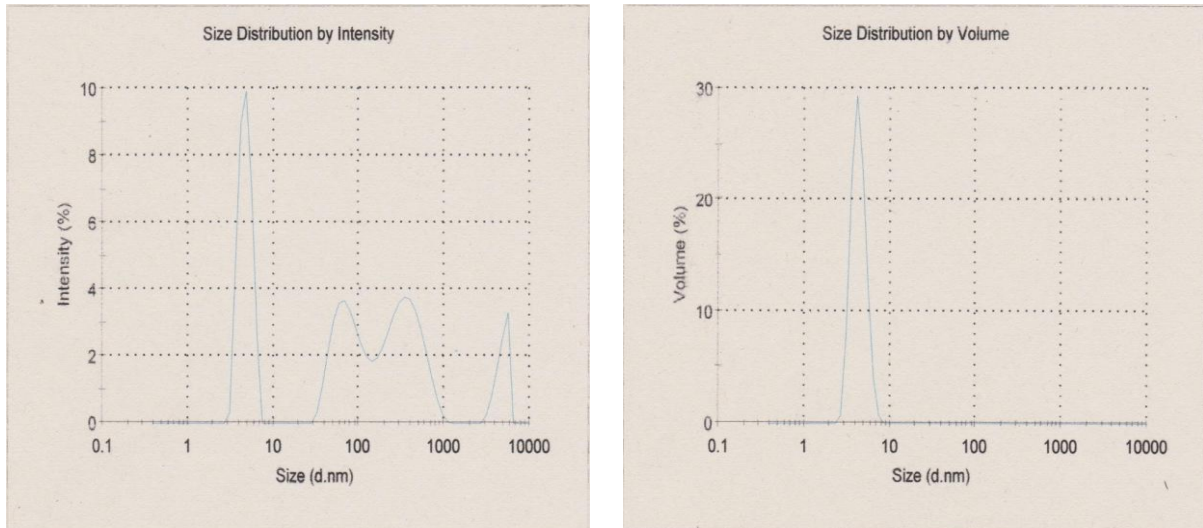 Size Distribution by Intensity
Intensity (%)
10
8
6
4
2
0
0.1 1 10 100 1000 10000
Size (d.nm)
Size Distribution by Volume
Volume (%)
30
20
10
0
0.1 1 10 100 1000 10000
Size (d.nm)